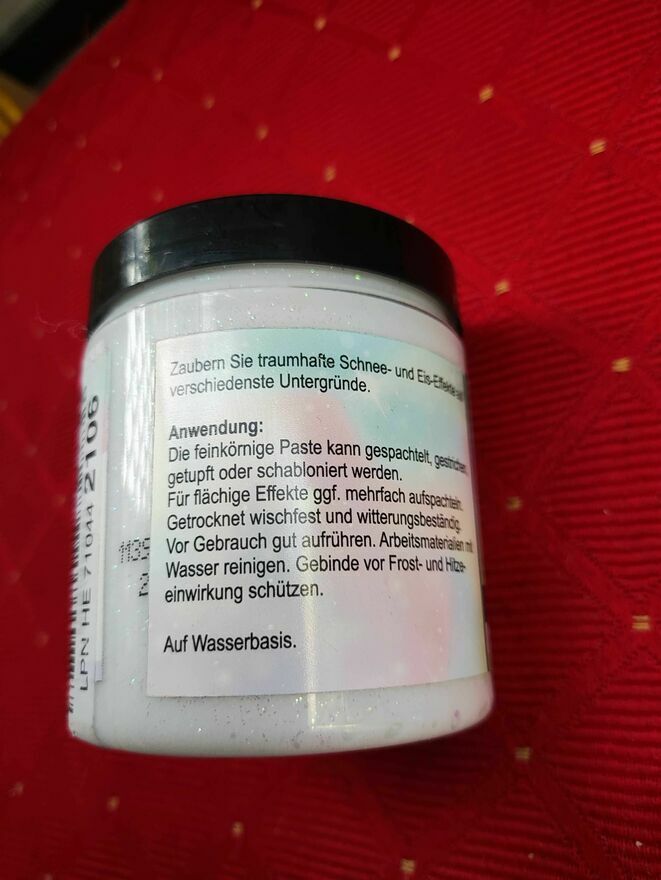 Zaubern Sie traumhafte Schnee- und Eis-Effekte auf
verschiedenste Untergründe.
Anwendung:
Die feinkörnige Paste kann gespachtelt, gestrichen,
getupft oder schabloniert werden.
Für flächige Effekte ggf. mehrfach aufspachteln.
Getrocknet wischfest und witterungsbeständig.
Vor Gebrauch gut aufrühren. Arbeitsmaterialien mit
Wasser reinigen. Gebinde vor Frost- und Hitze-
einwirkung schützen.
Auf Wasserbasis.
LPN HE 71044 2106
1139